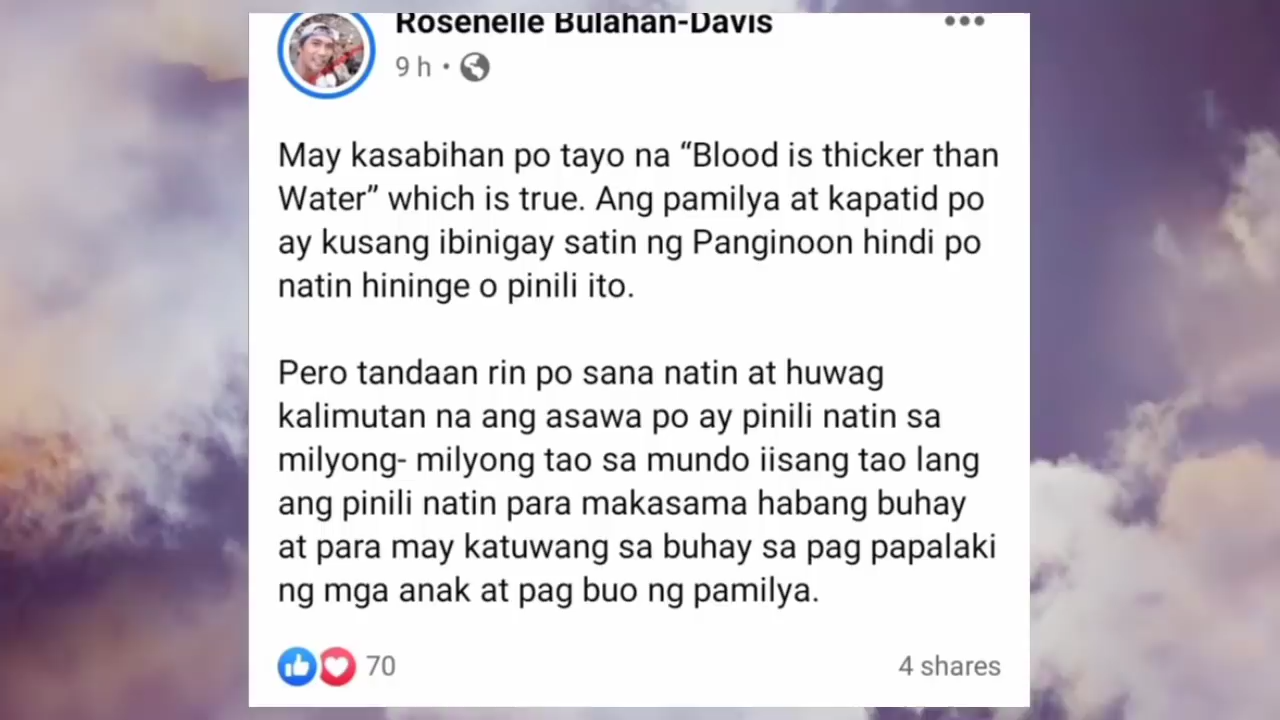 Rosenelle Bulahan-Davis
9 h •
May kasabihan po tayo na “Blood is thicker than
Water” which is true. Ang pamilya at kapatid po
ay kusang ibinigay satin ng Panginoon hindi po
natin hininge o pinili ito.
Pero tandaan rin po sana natin at huwag
kalimutan na ang asawa po ay pinili natin sa
milyong- milyong tao sa mundo iisang tao lang
ang pinili natin para makasama habang buhay
at para may katuwang sa buhay sa pag papalaki
ng mga anak at pag buo ng pamilya.
70
4 shares